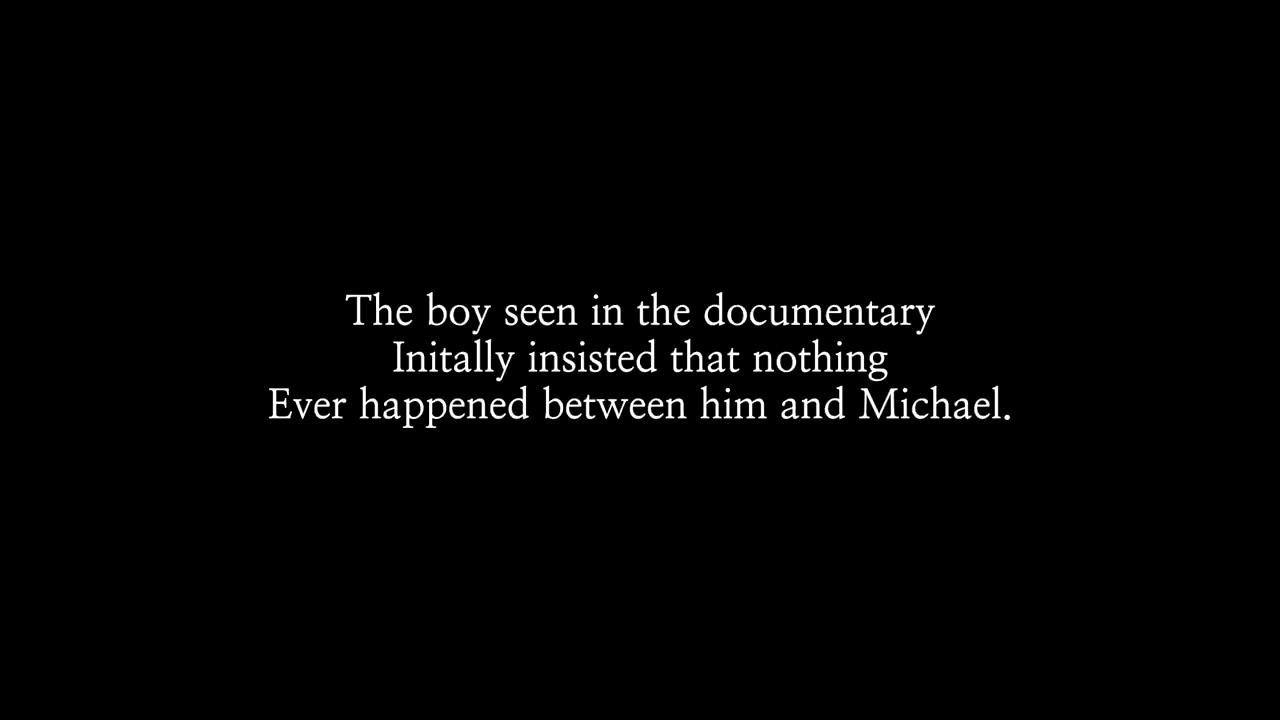 The boy seen in the documentary
Initally insisted that nothing
Ever happened between him and Michael.